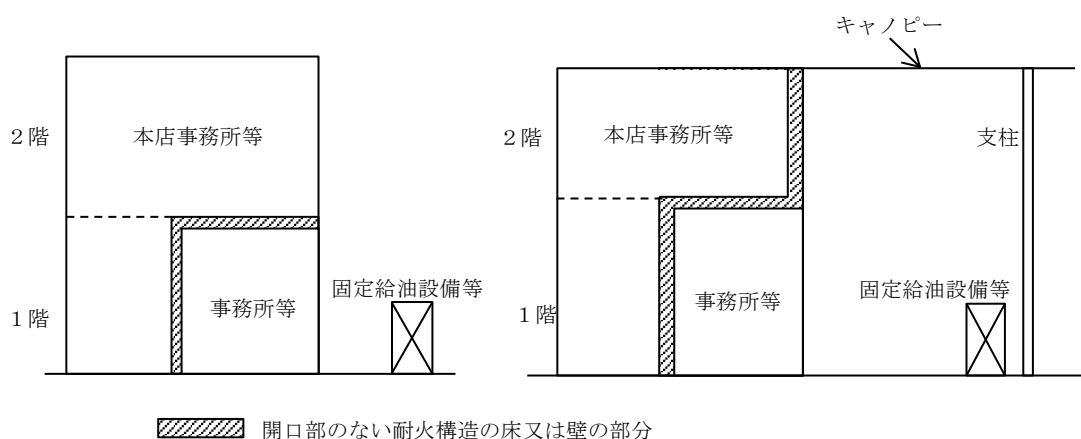 キャノピー
2階
本店事務所等
2階
本店事務所等
支柱
固定給油設備等
固定給油設備等
1階
事務所等
1階
事務所等
開口部のない耐火構造の床又は壁の部分